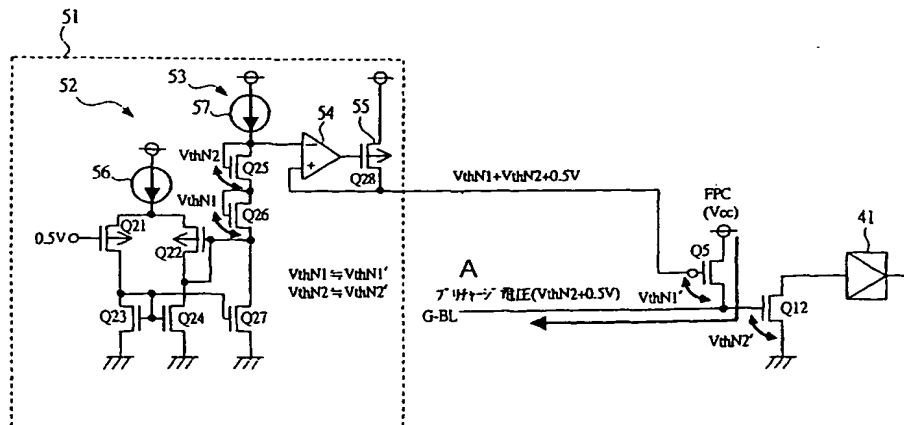 51
52
53
57
VthN2
Q25
54
55
Q28
56
VthN1
Q26
Q21
0.5V
Q22
VthN1≒VthN1'
VthN2≒VthN2'
Q23
Q24
Q27
VthN1+VthN2+0.5V
FPC
(Vcc)
Q5
41
A
プリチャージ電圧(VthN2+0.5V)
VthN1'
G-BL
Q12
VthN2'